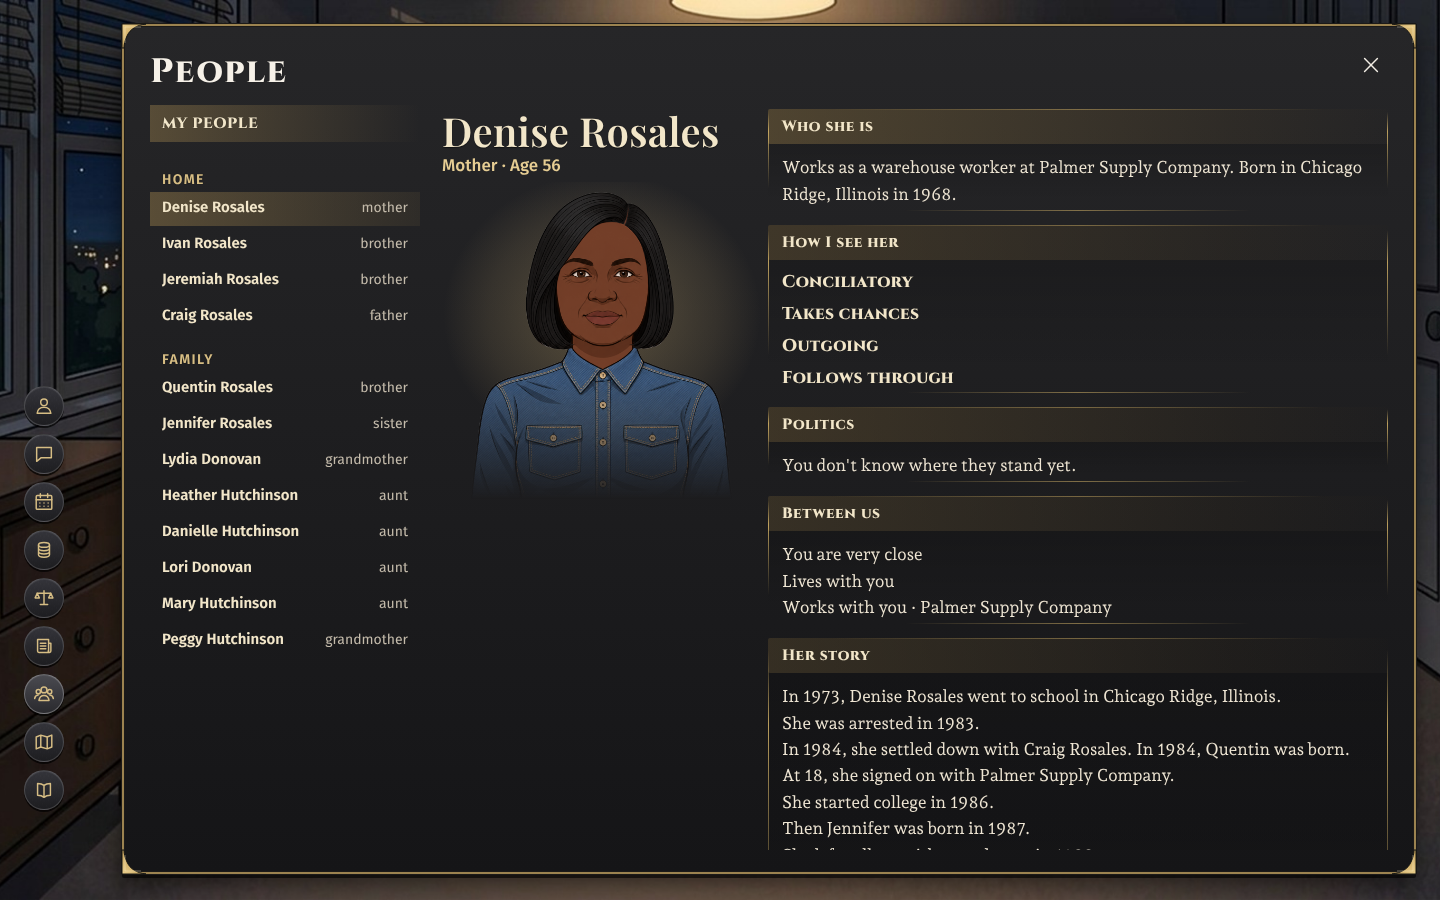 People
MY PEOPLE
HOME
Denise Rosales mother
Ivan Rosales brother
Jeremiah Rosales brother
Craig Rosales father
FAMILY
Quentin Rosales brother
Jennifer Rosales sister
Lydia Donovan grandmother
Heather Hutchinson aunt
Danielle Hutchinson aunt
Lori Donovan aunt
Mary Hutchinson aunt
Peggy Hutchinson grandmother
Denise Rosales
Mother · Age 56
Who she is
Works as a warehouse worker at Palmer Supply Company. Born in Chicago
Ridge, Illinois in 1968.
How I see her
Conciliatory
Takes chances
Outgoing
Follows through
Politics
You don't know where they stand yet.
Between us
You are very close
Lives with you
Works with you · Palmer Supply Company
Her story
In 1973, Denise Rosales went to school in Chicago Ridge, Illinois.
She was arrested in 1983.
In 1984, she settled down with Craig Rosales. In 1984, Quentin was born.
At 18, she signed on with Palmer Supply Company.
She started college in 1986.
Then Jennifer was born in 1987.